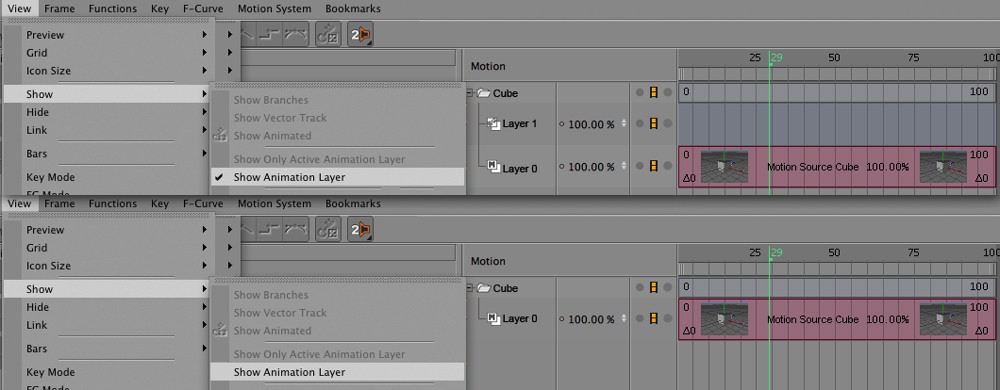 View Frame Functions Key F-Curve Motion System Bookmarks
Preview
Grid
Icon Size
Show
Hide
Link
Bars
Key Mode
Show Branches
Show Vector Track
Show Animated
Show Only Active Animation Layer
Show Animation Layer
2
Motion
25 29 50 75 100
Cube
0 100
Layer 1 100.00 %
Layer 0 100.00 %
0 Motion Source Cube 100.00% 100
Δ0 Δ0
View Frame Functions Key F-Curve Motion System Bookmarks
Preview
Grid
Icon Size
Show
Hide
Link
Bars
Key Mode
Show Branches
Show Vector Track
Show Animated
Show Only Active Animation Layer
Show Animation Layer
2
Motion
25 29 50 75 100
Cube
0 100
Layer 0 100.00 %
0 Motion Source Cube 100.00% 100
Δ0 Δ0